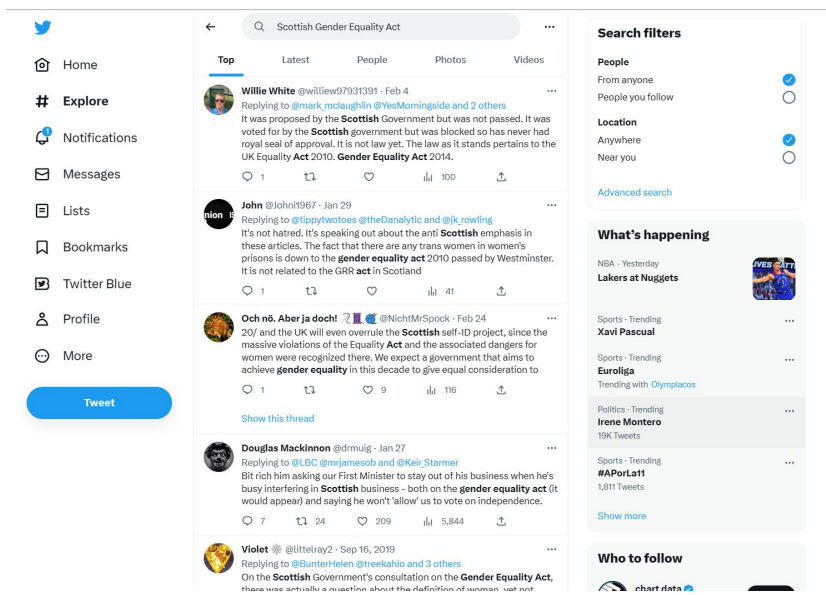 Home
Explore
Notifications
Messages
Lists
Bookmarks
Twitter Blue
Profile
More
Tweet
Scottish Gender Equality Act
Top Latest People Photos Videos
Willie White @williew97931391 · Feb 4
Replying to @mark_mclaughlin @YesMorningside and 2 others
It was proposed by the Scottish Government but was not passed. It was
voted for by the Scottish government but was blocked so has never had
royal seal of approval. It is not law yet. The law as it stands pertains to the
UK Equality Act 2010. Gender Equality Act 2014.
1 100
nion
John @Johni1967 · Jan 29
Replying to @tippytwotoes @theDanalytic and @jk_rowling
It's not hatred. It's speaking out about the anti Scottish emphasis in
these articles. The fact that there are any trans women in women's
prisons is down to the gender equality act 2010 passed by Westminster.
It is not related to the GRR act in Scotland
1 41
Och nö. Aber ja doch! @NichtMrSpock · Feb 24
20/ and the UK will even overrule the Scottish self-ID project, since the
massive violations of the Equality Act and the associated dangers for
women were recognized there. We expect a government that aims to
achieve gender equality in this decade to give equal consideration to
1 9 116
Show this thread
Douglas Mackinnon @drmuig · Jan 27
Replying to @LBC @mrjamesob and @Keir_Starmer
Bit rich him asking our First Minister to stay out of his business when he's
busy interfering in Scottish business - both on the gender equality act (it
would appear) and saying he won't 'allow' us to vote on independence.
7 24 209 5,844
Violet @littelray2 · Sep 16, 2019
Replying to @BunterHelen @treekahlo and 3 others
On the Scottish Government's consultation on the Gender Equality Act,
there was actually a question about the definition of woman, yet not
Search filters
People
From anyone
People you follow
Location
Anywhere
Near you
Advanced search
What's happening
NBA · Yesterday
Lakers at Nuggets
Sports · Trending
Xavi Pascual
Sports · Trending
Euroliga
Trending with Olympiacos
Politics · Trending
Irene Montero
19K Tweets
Sports · Trending
#APorLa11
1,811 Tweets
Show more
Who to follow
chart data